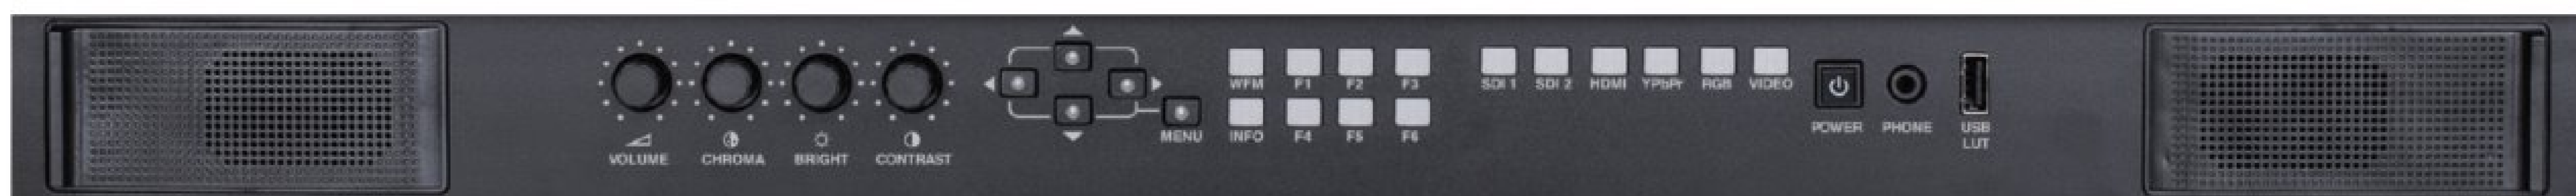 VOLUME
CHROMA
BRIGHT
CONTRAST
MENU
WFM F1 F2 F3
INFO F4 F5 F6
SDI 1 SDI 2 HDMI YPbPr RGB VIDEO
POWER
PHONE
USB
LUT